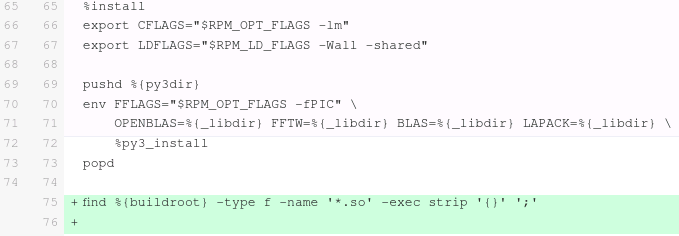 65 65 %install
66 66 export CFLAGS="$RPM_OPT_FLAGS -lm"
67 67 export LDFLAGS="$RPM_LD_FLAGS -Wall -shared"
68 68
69 69 pushd %{py3dir}
70 70 env FFLAGS="$RPM_OPT_FLAGS -fPIC" \
71 71 OPENBLAS=%{_libdir} FFTW=%{_libdir} BLAS=%{_libdir} LAPACK=%{_libdir} \
72 72 %py3_install
73 73 popd
74 74
75 + find %{buildroot} -type f -name '*.so' -exec strip '{}' ';'
76 +